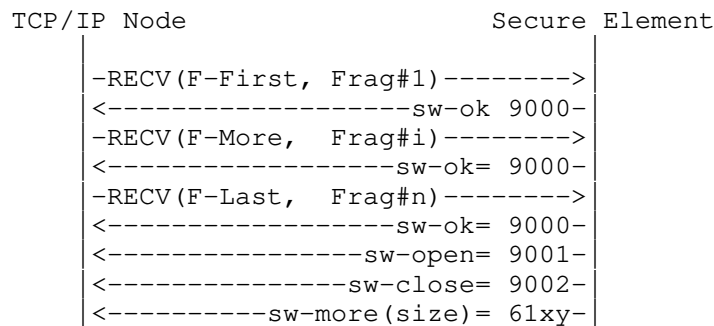 TCP/IP Node                   Secure Element
    |                               |
    |-RECV(F-First, Frag#1)-------->|
    |<-------------------sw-ok 9000-|
    |-RECV(F-More,  Frag#i)-------->|
    |<------------------sw-ok= 9000-|
    |-RECV(F-Last,  Frag#n)-------->|
    |<------------------sw-ok= 9000-|
    |<----------------sw-open= 9001-|
    |<---------------sw-close= 9002-|
    |<----------sw-more(size)= 61xy-|